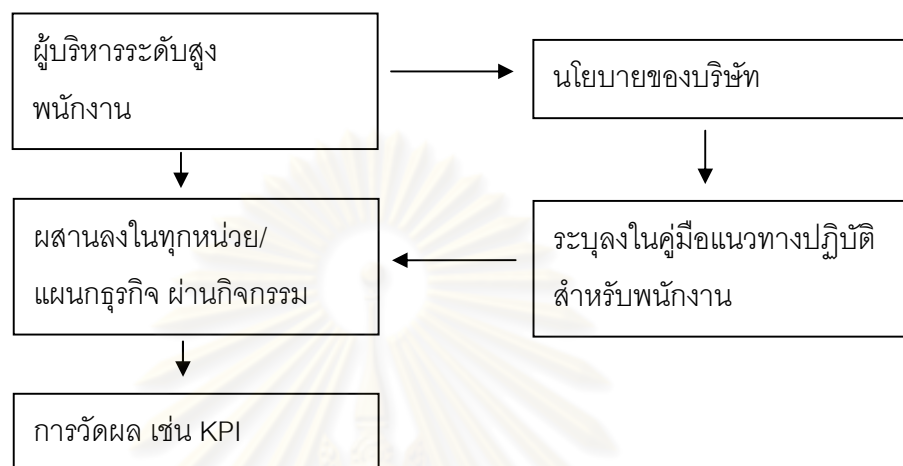 ผู้บริหารระดับสูง
พนักงาน
นโยบายของบริษัท
ผสานลงในทุกหน่วย/
แผนกธุรกิจ ผ่านกิจกรรม
ระบุลงในคู่มือแนวทางปฏิบัติ
สำหรับพนักงาน
การวัดผล เช่น KPI